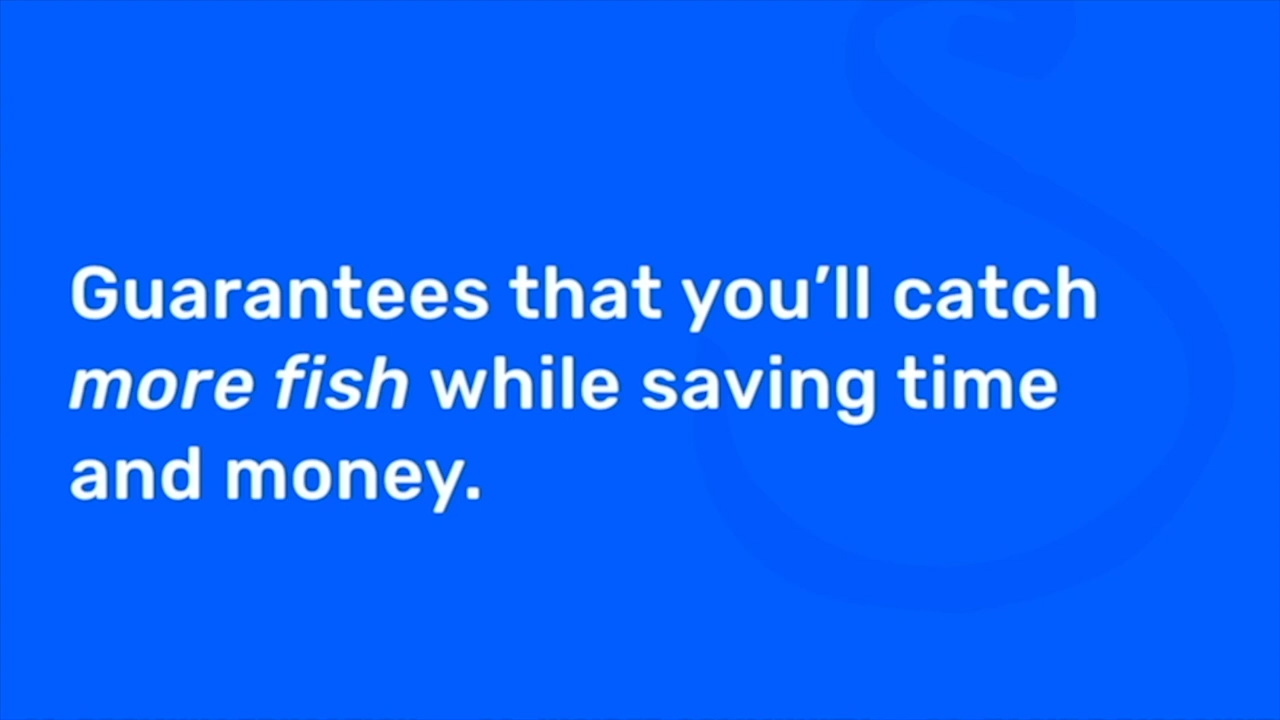 Guarantees that you’ll catch
more fish while saving time
and money.